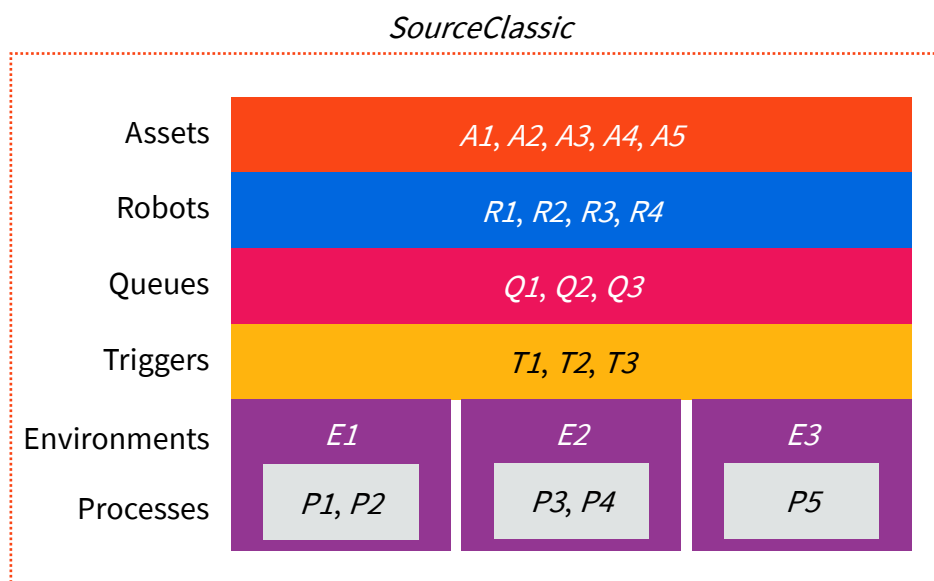 SourceClassic
Assets A1, A2, A3, A4, A5
Robots R1, R2, R3, R4
Queues Q1, Q2, Q3
Triggers T1, T2, T3
Environments E1 E2 E3
Processes P1, P2 P3, P4 P5